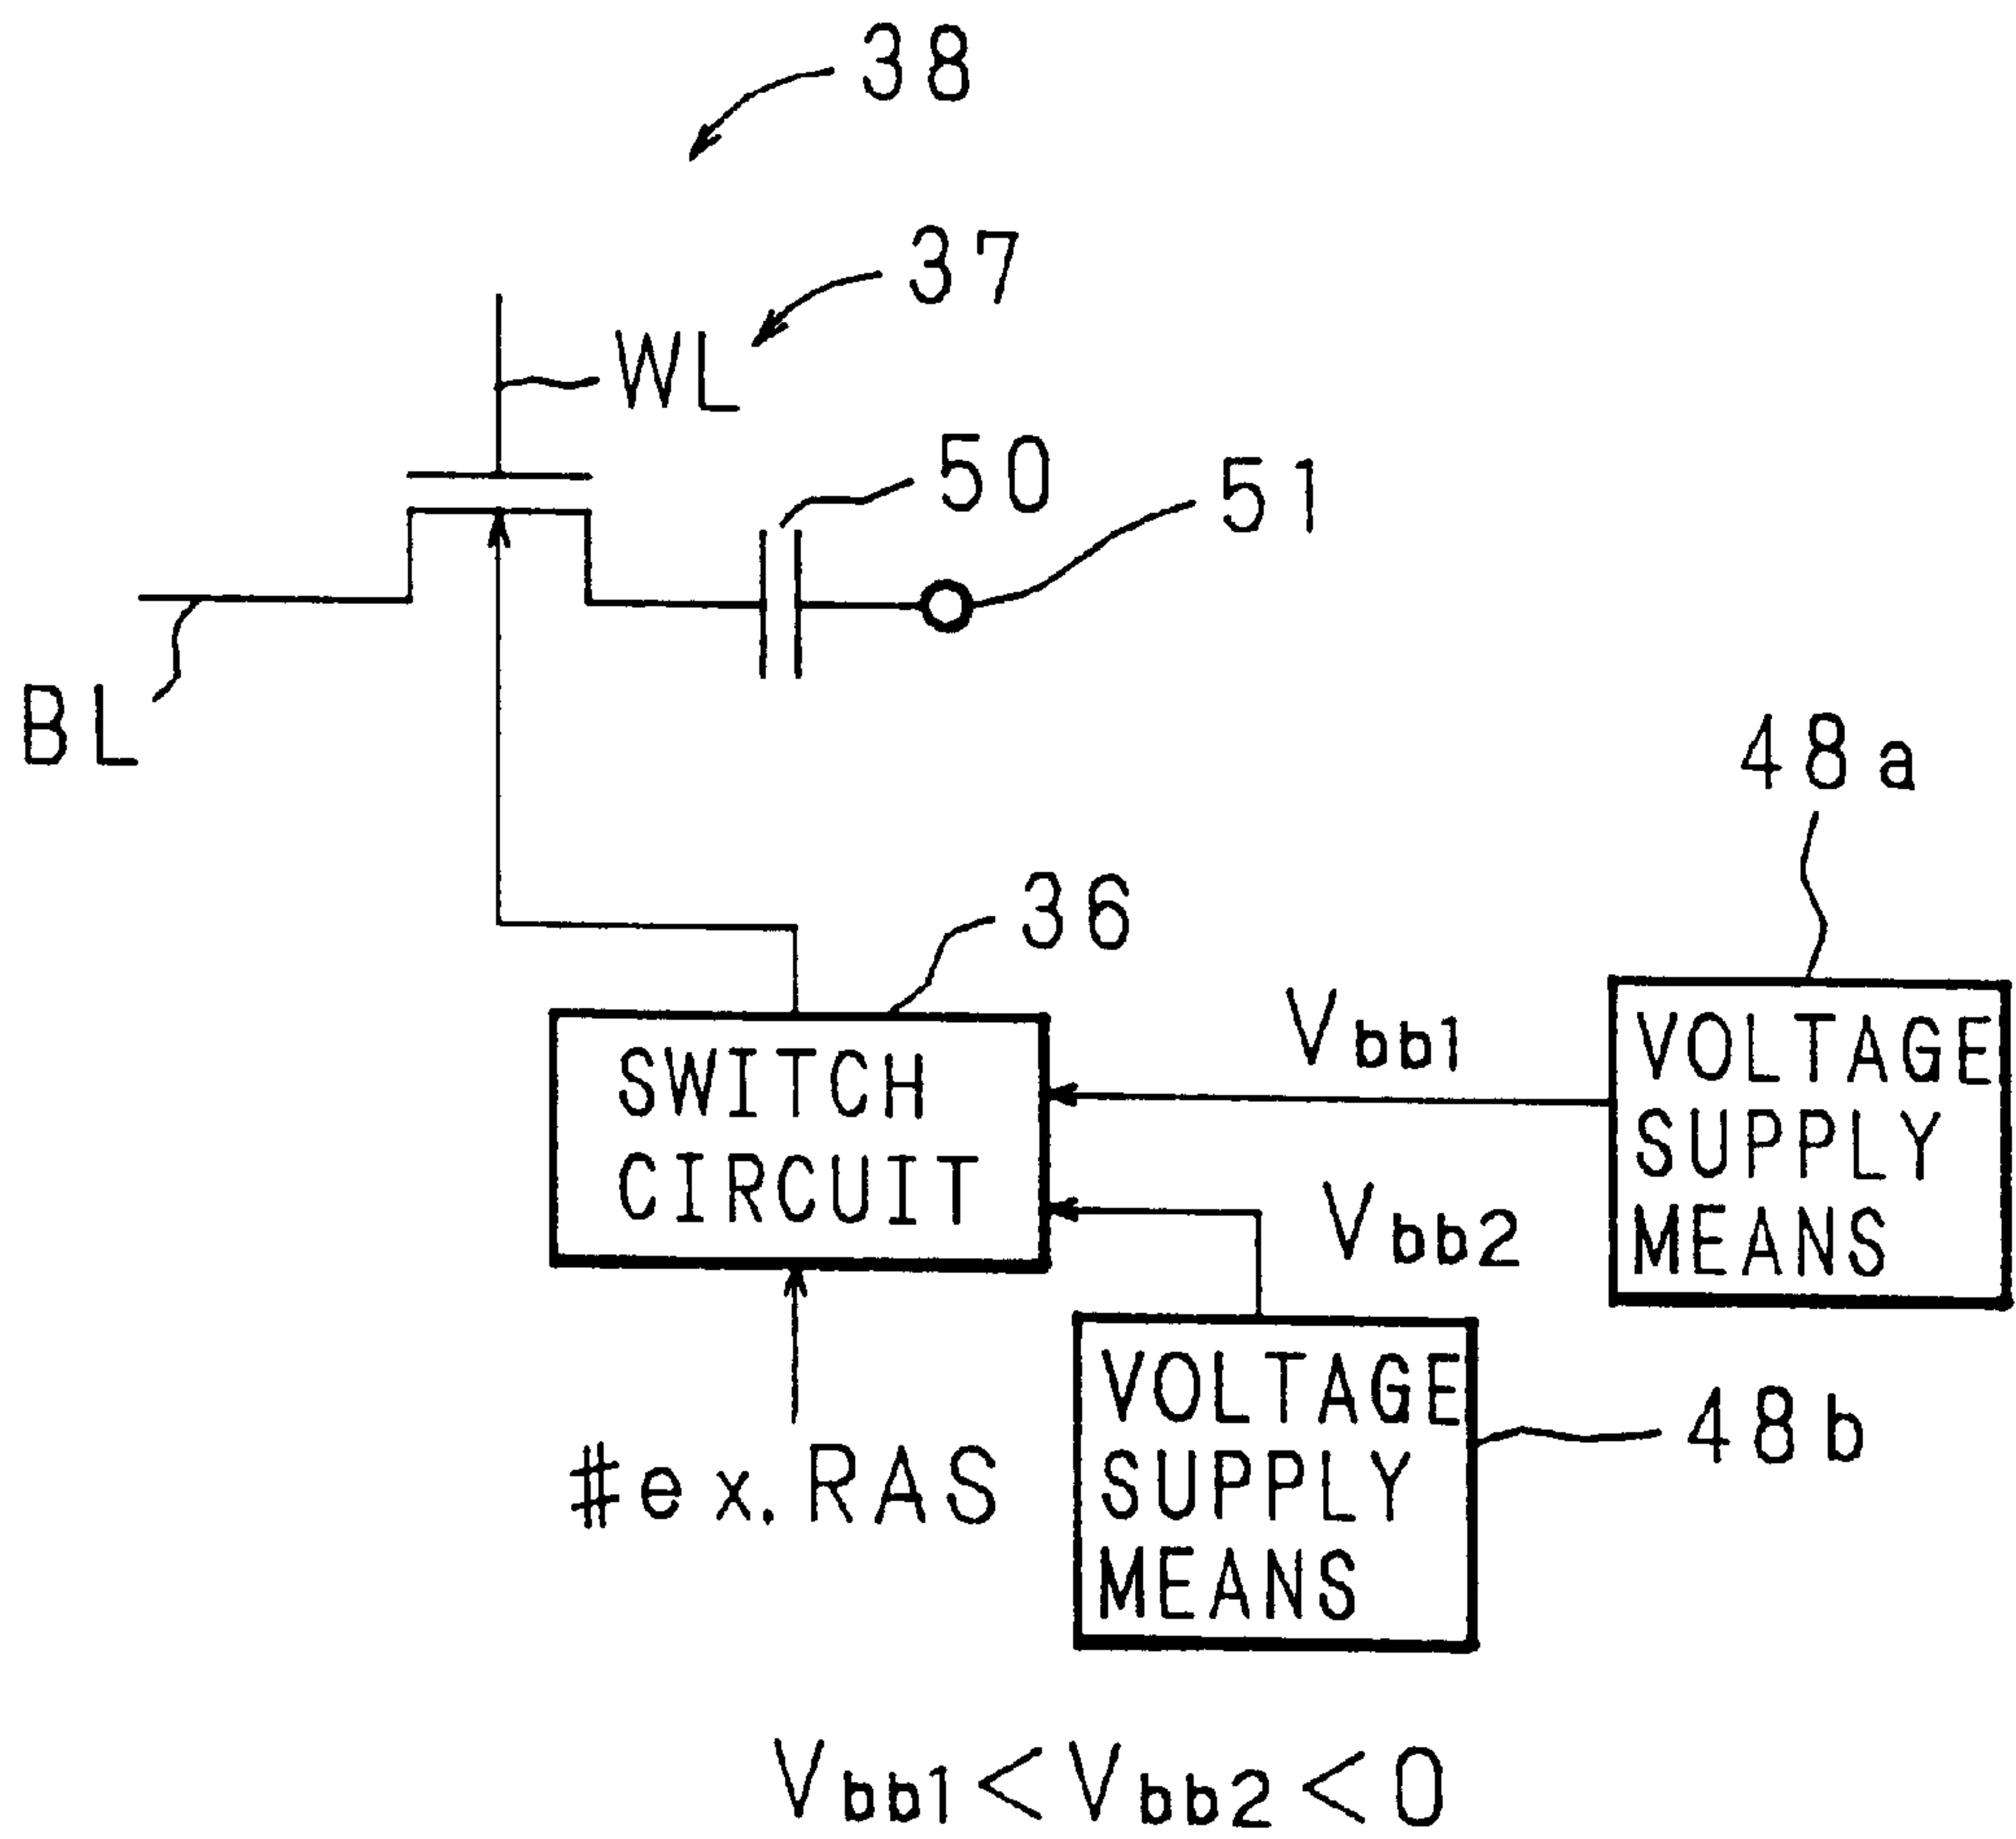 38
37
WL
50
51
BL
48a
36
SWITCH
CIRCUIT
Vbb1
VOLTAGE
SUPPLY
MEANS
Vbb2
#ex.RAS
VOLTAGE
SUPPLY
MEANS
48b
Vbb1<Vbb2<0